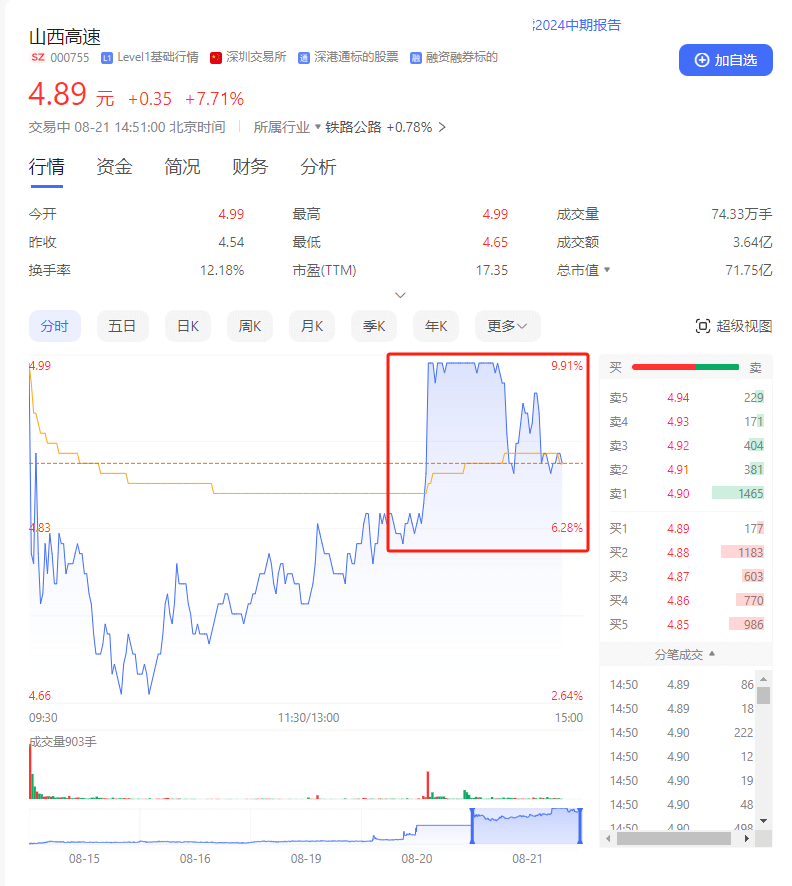 2024中期报告
山西高速
SZ 000755 L1 Level1基础行情 深圳交易所 通 深港通标的股票 融 融资融券标的
加自选
4.89 元 +0.35 +7.71%
交易中 08-21 14:51:00 北京时间 所属行业 铁路公路 +0.78%
行情 资金 简况 财务 分析
今开 4.99 最高 4.99 成交量 74.33万手
昨收 4.54 最低 4.65 成交额 3.64亿
换手率 12.18% 市盈(TTM) 17.35 总市值 71.75亿
分时 五日 日K 周K 月K 季K 年K 更多 超级视图
4.99 9.91%
4.83 6.28%
4.66 2.64%
09:30 11:30/13:00 15:00
成交量903手
08-15 08-16 08-19 08-20 08-21
买 卖
卖5 4.94 229
卖4 4.93 171
卖3 4.92 404
卖2 4.91 381
卖1 4.90 1465
买1 4.89 177
买2 4.88 1183
买3 4.87 603
买4 4.86 770
买5 4.85 986
分笔成交
14:50 4.89 86
14:50 4.89 18
14:50 4.90 222
14:50 4.90 12
14:50 4.90 19
14:50 4.90 48
14:50 4.90 498